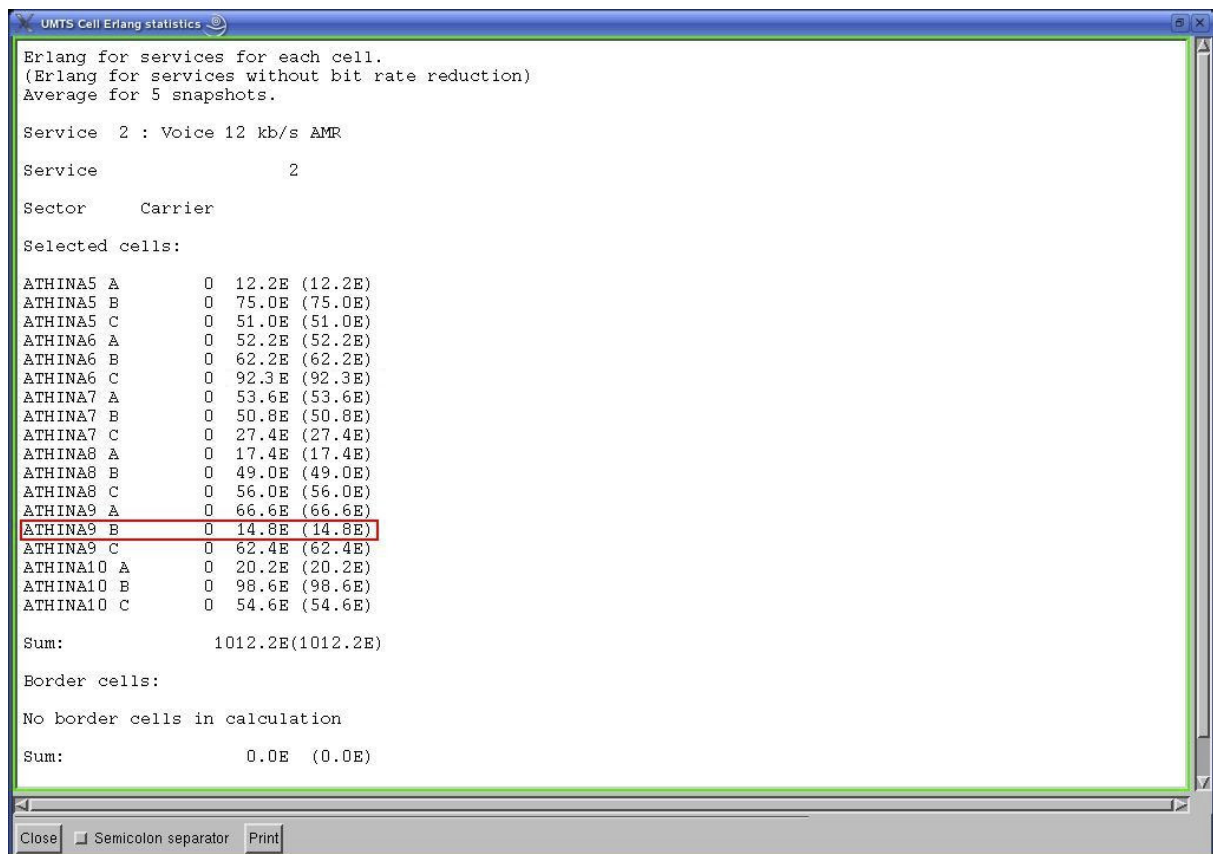 UMTS Cell Erlang statistics
Erlang for services for each cell.
(Erlang for services without bit rate reduction)
Average for 5 snapshots.
Service 2 : Voice 12 kb/s AMR
Service 2
Sector Carrier
Selected cells:
ATHINA5 A 0 12.2E (12.2E)
ATHINA5 B 0 75.0E (75.0E)
ATHINA5 C 0 51.0E (51.0E)
ATHINA6 A 0 52.2E (52.2E)
ATHINA6 B 0 62.2E (62.2E)
ATHINA6 C 0 92.3 E (92.3E)
ATHINA7 A 0 53.6E (53.6E)
ATHINA7 B 0 50.8E (50.8E)
ATHINA7 C 0 27.4E (27.4E)
ATHINA8 A 0 17.4E (17.4E)
ATHINA8 B 0 49.0E (49.0E)
ATHINA8 C 0 56.0E (56.0E)
ATHINA9 A 0 66.6E (66.6E)
ATHINA9 B 0 14.8E (14.8E)
ATHINA9 C 0 62.4E (62.4E)
ATHINA10 A 0 20.2E (20.2E)
ATHINA10 B 0 98.6E (98.6E)
ATHINA10 C 0 54.6E (54.6E)
Sum: 1012.2E(1012.2E)
Border cells:
No border cells in calculation
Sum: 0.0E (0.0E)
Close Semicolon separator Print